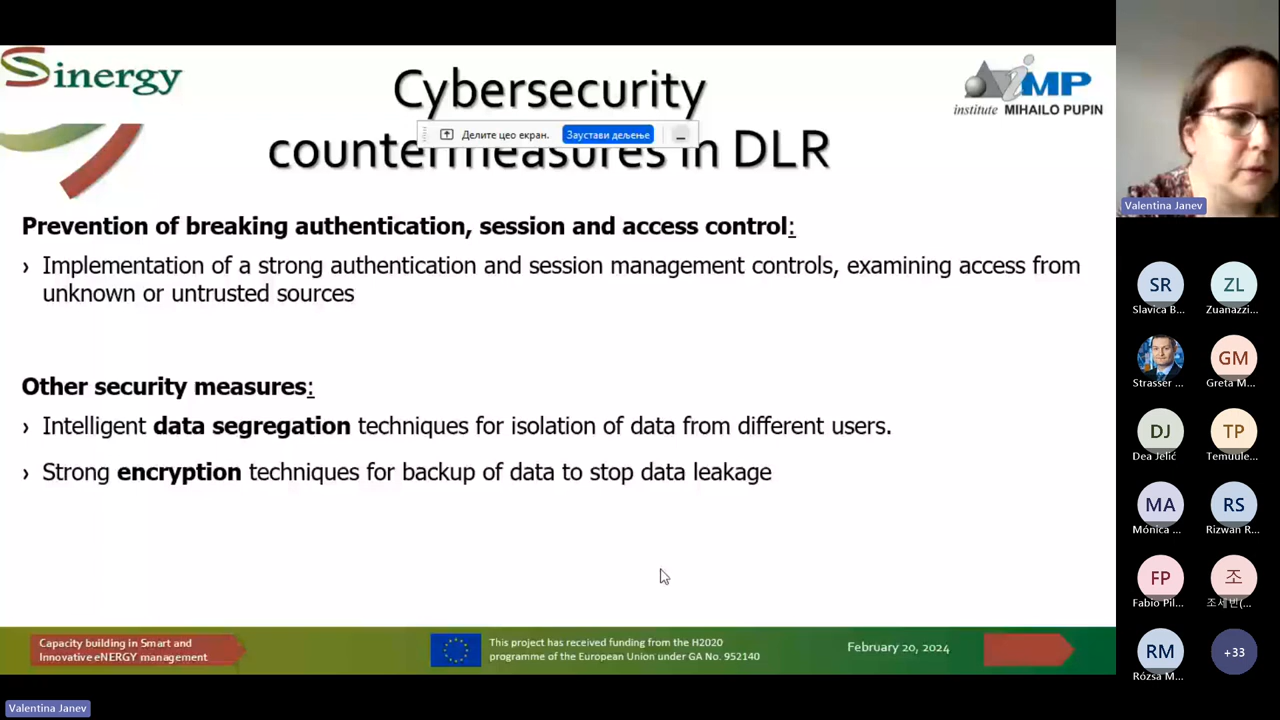 Sinergy
iMP
institute MIHAILO PUPIN
Cybersecurity
countermeasures in DLR
Делите цео екран.
Заустави дељење
Prevention of breaking authentication, session and access control:
› Implementation of a strong authentication and session management controls, examining access from
unknown or untrusted sources
Other security measures:
› Intelligent data segregation techniques for isolation of data from different users.
› Strong encryption techniques for backup of data to stop data leakage
Capacity building in Smart and
Innovative eNERGY management
This project has received funding from the H2020
programme of the European Union under GA No. 952140
February 20, 2024
Valentina Janev
Valentina Janev
SR
Slavica B...
ZL
Zuanazzi...
Strasser ...
GM
Greta M...
DJ
Dea Jelić
TP
Temuule...
MA
Mónica ...
RS
Rizwan R...
FP
Fabio Pil...
조
조세빈(...
RM
Rózsa M...
+33